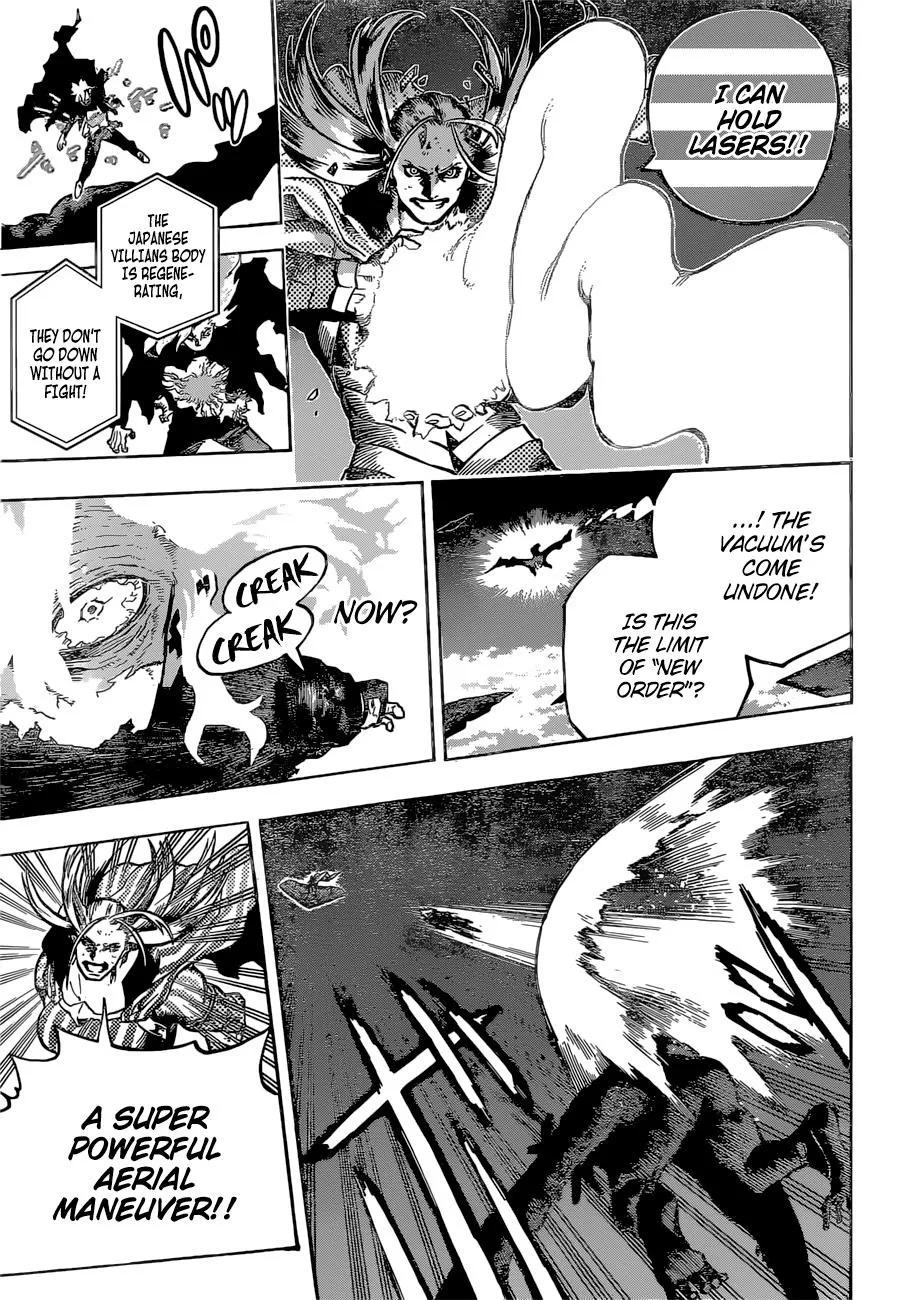 I CAN
HOLD
LASERS!!
THE
JAPANESE
VILLIANS BODY
IS REGENE-
RATING,
THEY DON'T
GO DOWN
WITHOUT A
FIGHT!
...! THE
VACUUM'S
COME
UNDONE!
IS THIS
THE LIMIT
OF "NEW
ORDER"?
NOW?
CREAK
CREAK
A SUPER
POWERFUL
AERIAL
MANEUVER!!